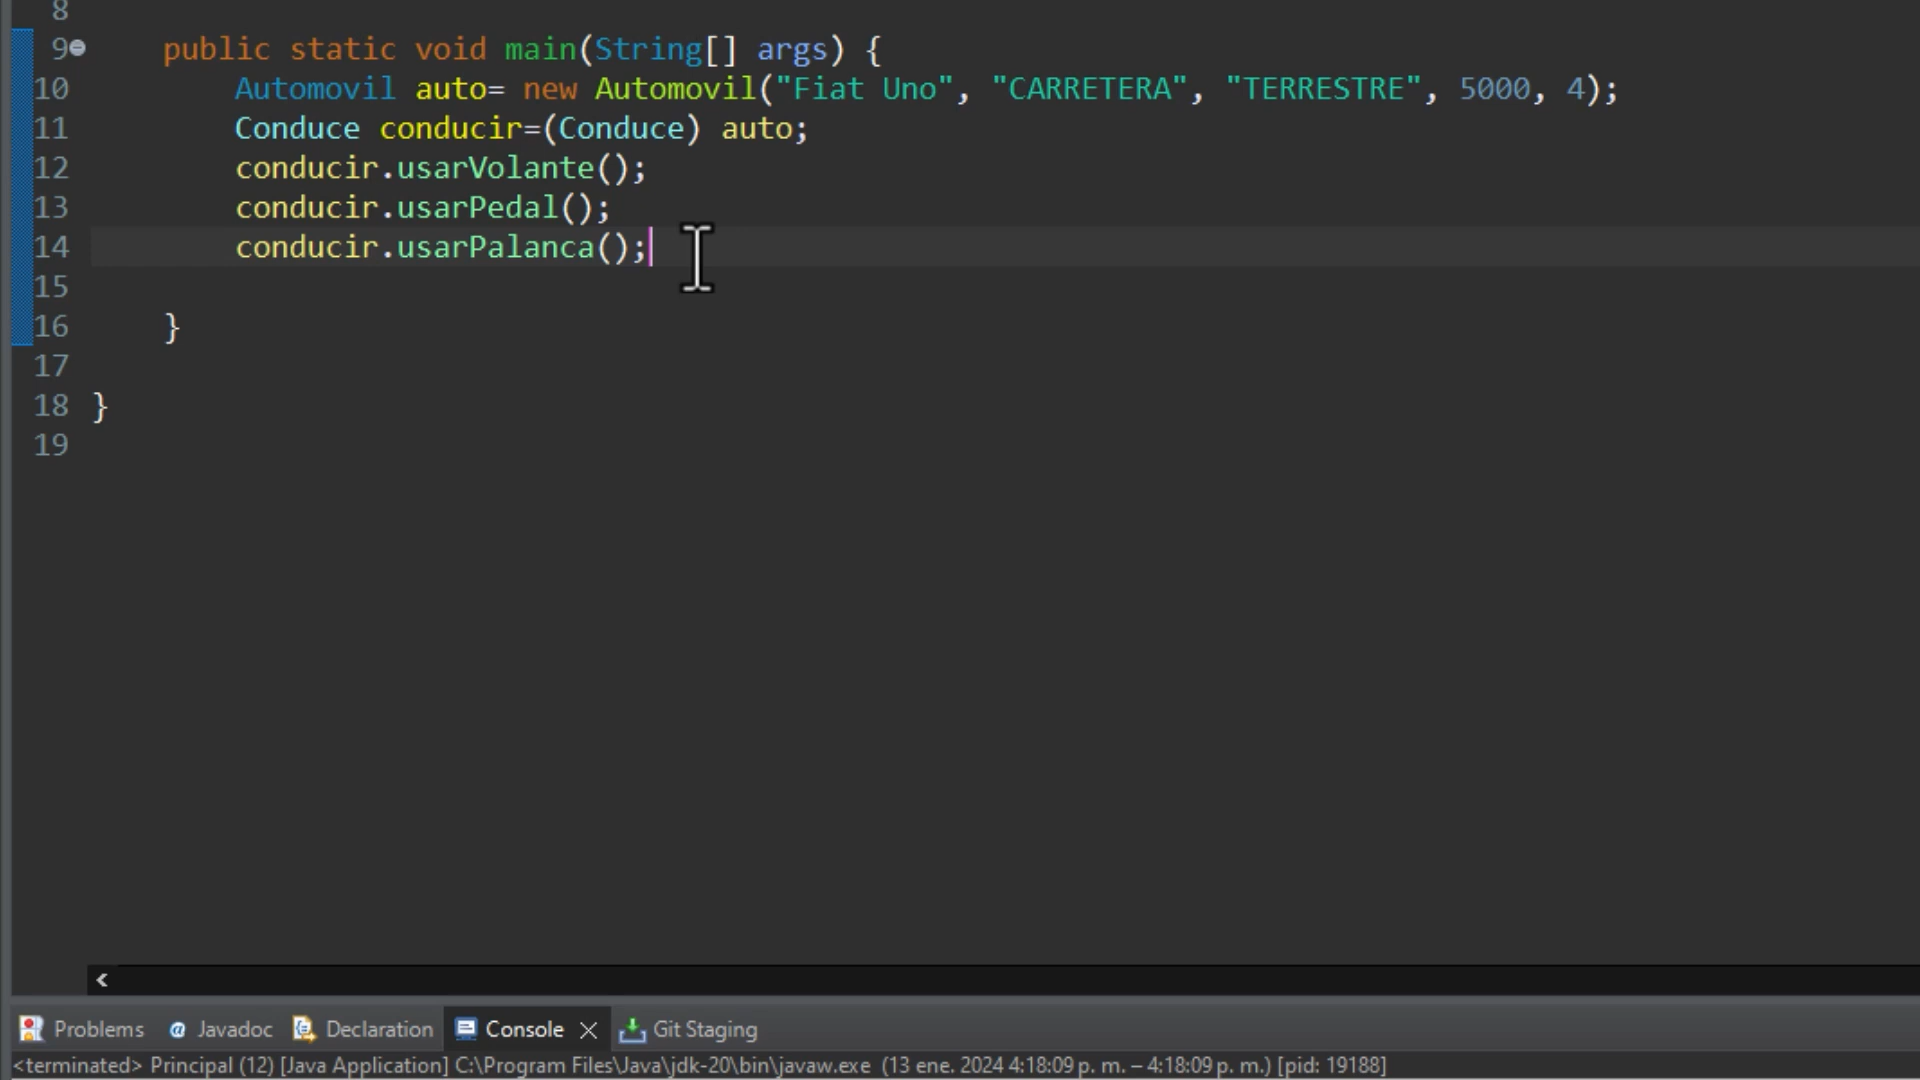 8
9 public static void main(String[] args) {
10 Automovil auto= new Automovil("Fiat Uno", "CARRETERA", "TERRESTRE", 5000, 4);
11 Conduce conducir=(Conduce) auto;
12 conducir.usarVolante();
13 conducir.usarPedal();
14 conducir.usarPalanca();
15
16 }
17
18 }
19
Problems @ Javadoc Declaration Console Git Staging
<terminated> Principal (12) [Java Application] C:\Program Files\Java\jdk-20\bin\javaw.exe (13 ene. 2024 4:18:09 p. m. – 4:18:09 p. m.) [pid: 19188]